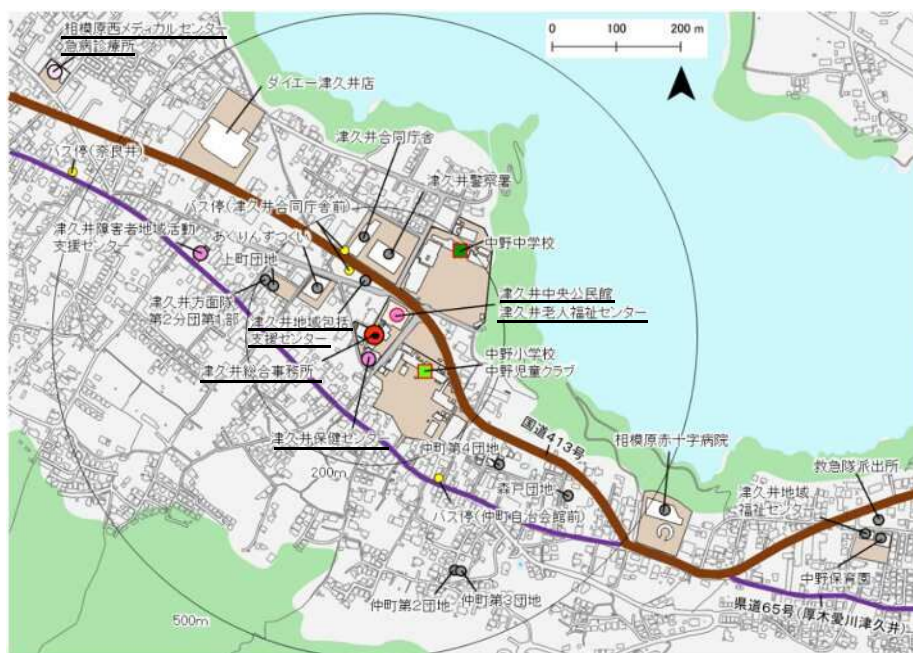 相模原西メディカルセンター
急病診療所
0 100 200 m
ダイエー津久井店
津久井合同庁舎
バス停(奈良井)
津久井警察署
バス停(津久井合同庁舎前)
津久井障害者地域活動
支援センター
あくりんずつくい
上町団地
中野中学校
津久井方面隊
第2分団第1部
津久井地域包括
支援センター
津久井中央公民館
津久井老人福祉センター
津久井総合事務所
中野小学校
中野児童クラブ
津久井保健センター
国道413号
仲町第4団地
相模原赤十字病院
200m
森戸団地
救急隊派出所
津久井地域
福祉センター
バス停(仲町自治会館前)
中野保育園
仲町第2団地
仲町第3団地
県道65号(厚木愛川津久井)
500m